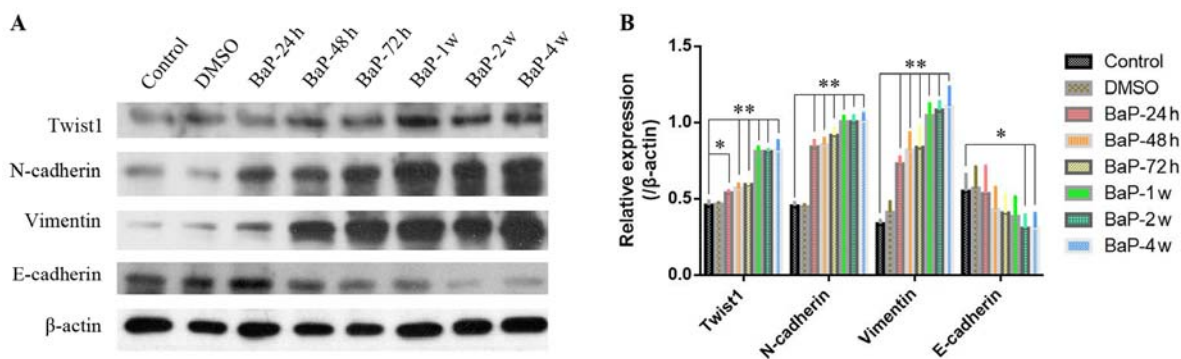 A
Control
DMSO
BaP-24 h
BaP-48 h
BaP-72 h
BaP-1 w
BaP-2 w
BaP-4 w
Twist1
N-cadherin
Vimentin
E-cadherin
β-actin
B
Relative expression
(/β-actin)
1.5
1.0
0.5
0.0
*
**
**
**
*
Twist1
N-cadherin
Vimentin
E-cadherin
Control
DMSO
BaP-24 h
BaP-48 h
BaP-72 h
BaP-1 w
BaP-2 w
BaP-4 w